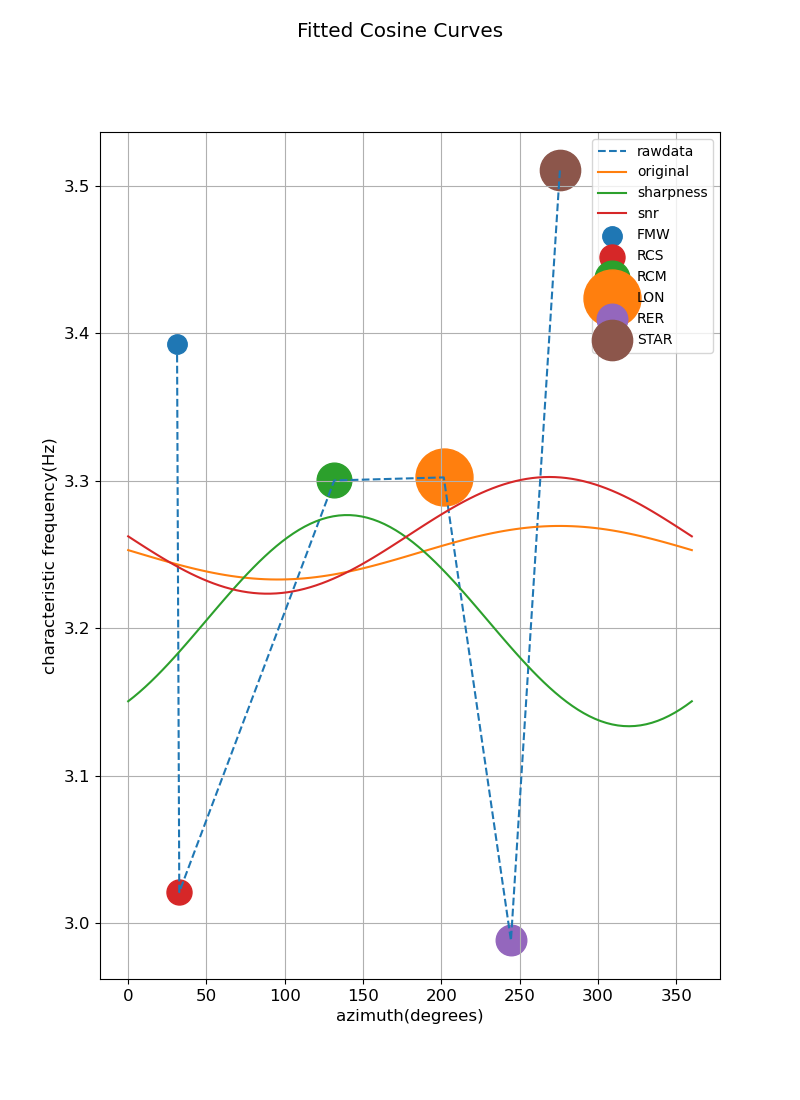 Fitted Cosine Curves
rawdata
original
sharpness
snr
FMW
RCS
RCM
LON
RER
STAR
3.5
3.4
3.3
3.2
3.1
3.0
characteristic frequency(Hz)
0 50 100 150 200 250 300 350
azimuth(degrees)